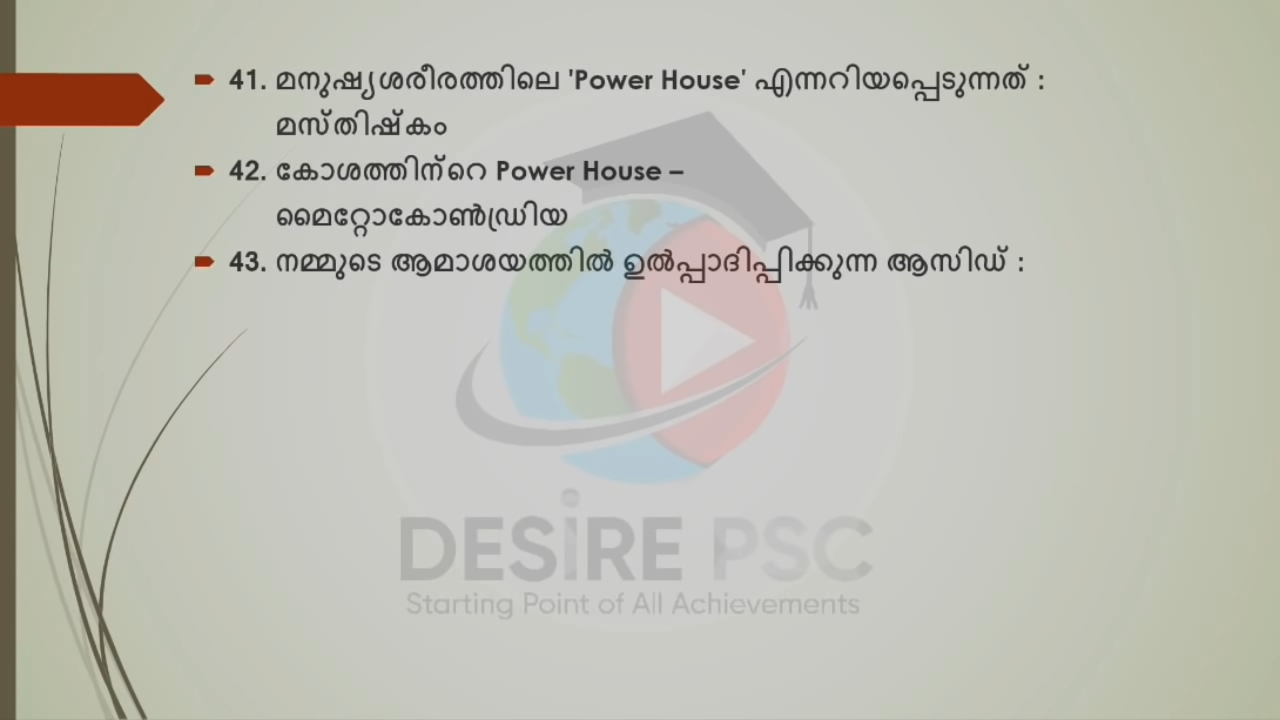 41. മനുഷ്യശരീരത്തിലെ 'Power House' എന്നറിയപ്പെടുന്നത് :
മസ്തിഷ്കം
42. കോശത്തിന്റെ Power House –
മൈറ്റോകോൺഡ്രിയ
43. നമ്മുടെ ആമാശയത്തിൽ ഉൽപ്പാദിപ്പിക്കുന്ന ആസിഡ് :
DESiRE PSC
Starting Point of All Achievements